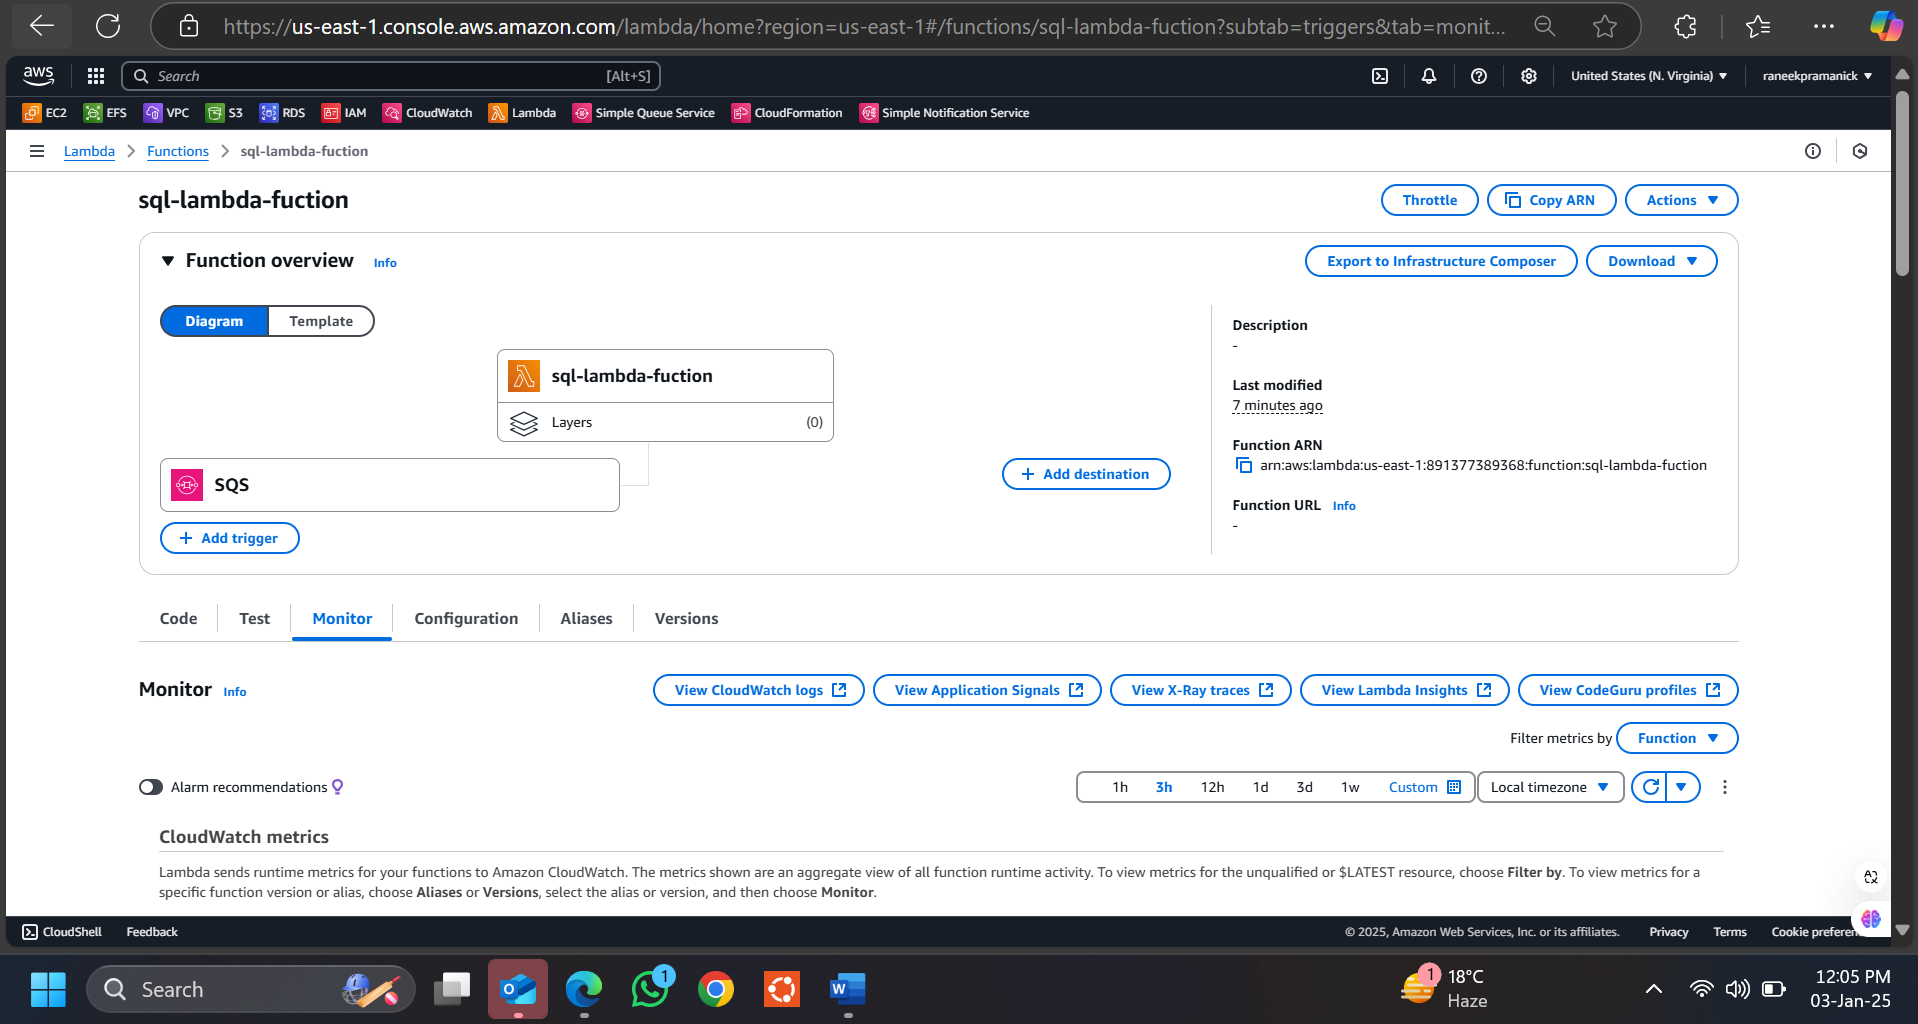 https://us-east-1.console.aws.amazon.com/lambda/home?region=us-east-1#/functions/sql-lambda-fuction?subtab=triggers&tab=monit...
aws
Search [Alt+S]
United States (N. Virginia)
raneekpramanick
EC2 EFS VPC S3 RDS IAM CloudWatch Lambda Simple Queue Service CloudFormation Simple Notification Service
Lambda > Functions > sql-lambda-fuction
sql-lambda-fuction
Throttle
Copy ARN
Actions
Function overview Info
Export to Infrastructure Composer
Download
Diagram
Template
sql-lambda-fuction
Layers (0)
SQS
+ Add trigger
+ Add destination
Description
-
Last modified
7 minutes ago
Function ARN
arn:aws:lambda:us-east-1:891377389368:function:sql-lambda-fuction
Function URL Info
-
Code Test Monitor Configuration Aliases Versions
Monitor Info
View CloudWatch logs
View Application Signals
View X-Ray traces
View Lambda Insights
View CodeGuru profiles
Filter metrics by Function
Alarm recommendations
1h 3h 12h 1d 3d 1w Custom
Local timezone
CloudWatch metrics
Lambda sends runtime metrics for your functions to Amazon CloudWatch. The metrics shown are an aggregate view of all function runtime activity. To view metrics for the unqualified or $LATEST resource, choose Filter by. To view metrics for a
specific function version or alias, choose Aliases or Versions, select the alias or version, and then choose Monitor.
CloudShell Feedback
© 2025, Amazon Web Services, Inc. or its affiliates. Privacy Terms Cookie preferen
Search
1
1
18°C
Haze
12:05 PM
03-Jan-25